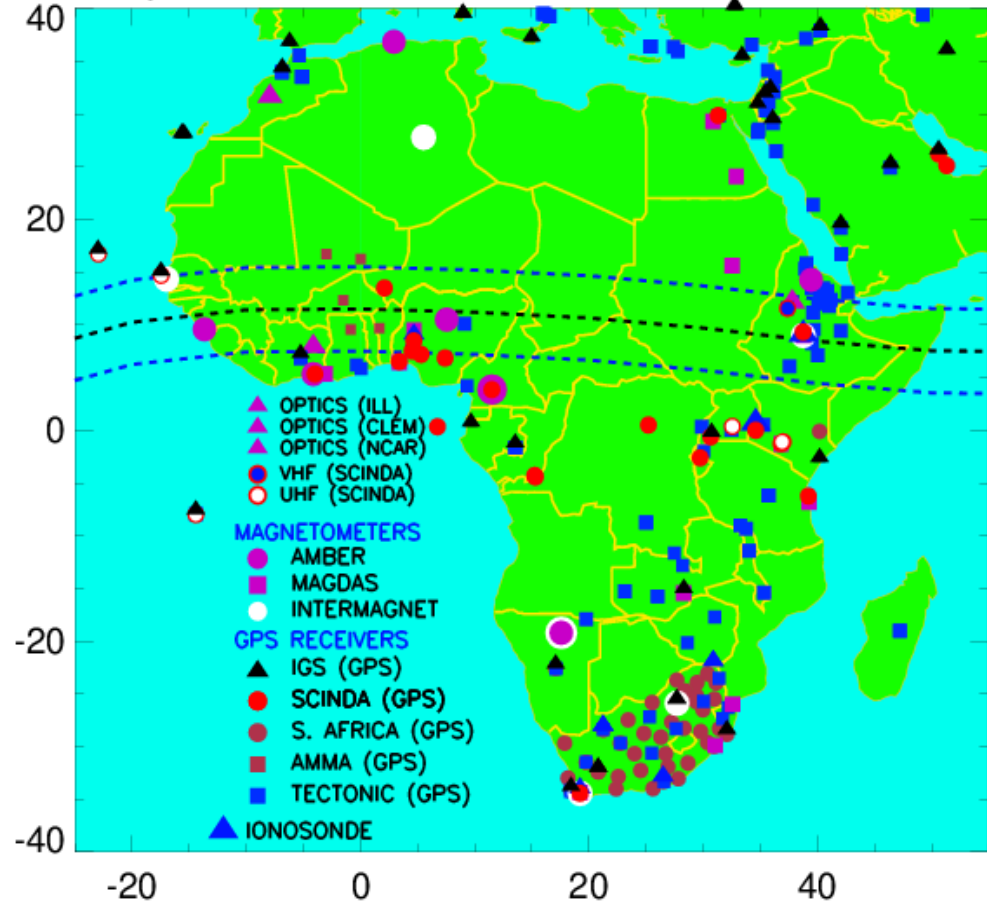 40
20
0
-20
-40
OPTICS (ILL)
OPTICS (CLEM)
OPTICS (NCAR)
VHF (SCINDA)
UHF (SCINDA)
MAGNETOMETERS
AMBER
MAGDAS
INTERMAGNET
GPS RECEIVERS
IGS (GPS)
SCINDA (GPS)
S. AFRICA (GPS)
AMMA (GPS)
TECTONIC (GPS)
IONOSONDE
-20 0 20 40